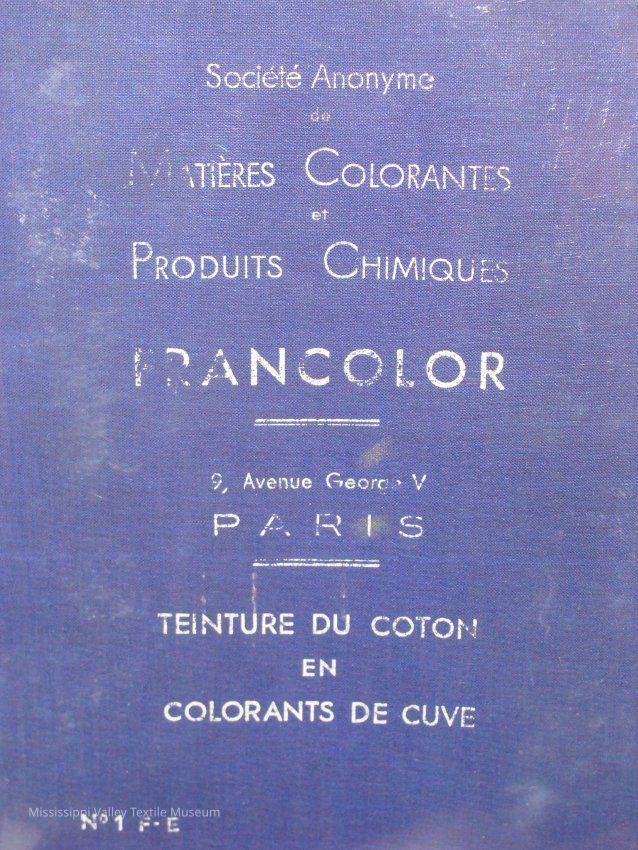 Société Anonyme
de
MATIÈRES COLORANTES
et
PRODUITS CHIMIQUES
FRANCOLOR
9, Avenue George V
PARIS
TEINTURE DU COTON
EN
COLORANTS DE CUVE
Mississippi Valley Textile Museum
N° 1 F-E